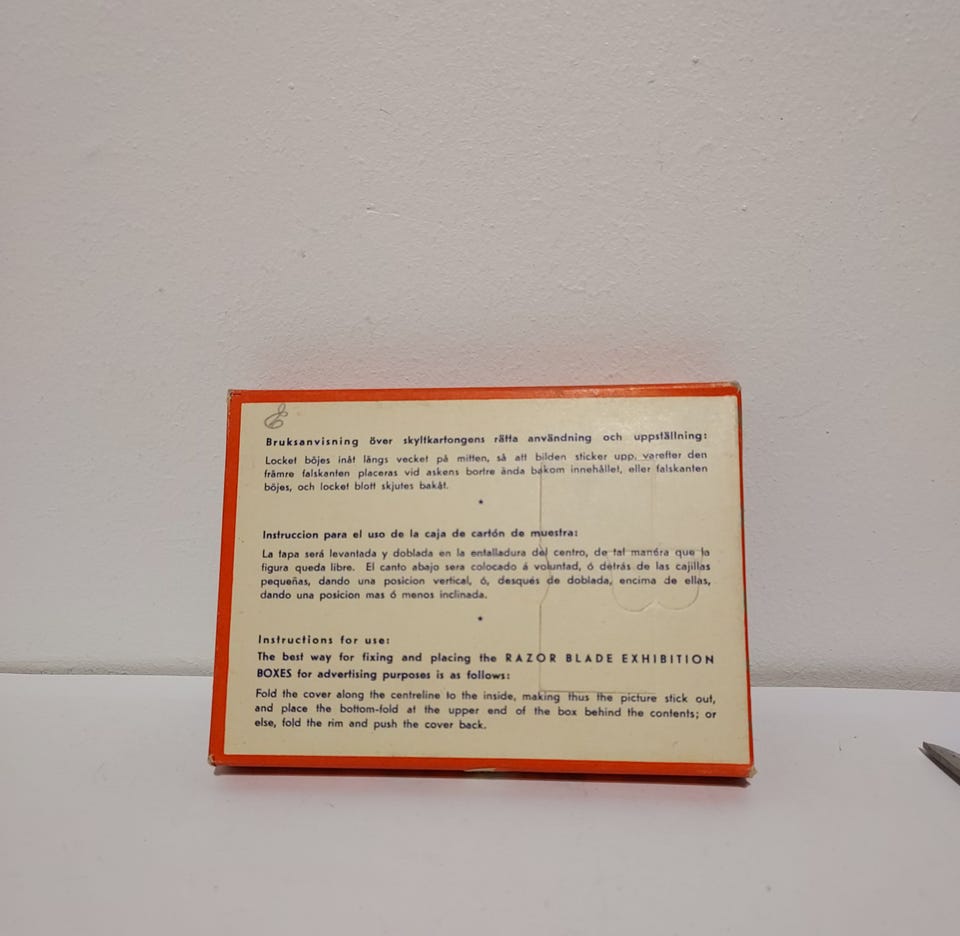 Bruksanvisning över skyltkartongens rätta användning och uppställning:
Locket böjes inåt längs vecket på mitten, så att bilden sticker upp, varefter den
främre falskanten placeras vid askens bortre ända bakom innehållet, eller falskanten
böjes, och locket blott skjutes bakåt.
Instruccion para el uso de la caja de cartón de muestra:
La tapa será levantada y doblada en la entalladura del centro, de tal manéra que la
figura queda libre. El canto abajo sera colocado á voluntad, ó detrás de las cajillas
pequeñas, dando una posicion vertical, ó, después de doblada, encima de ellas,
dando una posicion mas ó menos inclinada.
Instructions for use:
The best way for fixing and placing the RAZOR BLADE EXHIBITION
BOXES for advertising purposes is as follows:
Fold the cover along the centreline to the inside, making thus the picture stick out,
and place the bottom-fold at the upper end of the box behind the contents; or
else, fold the rim and push the cover back.